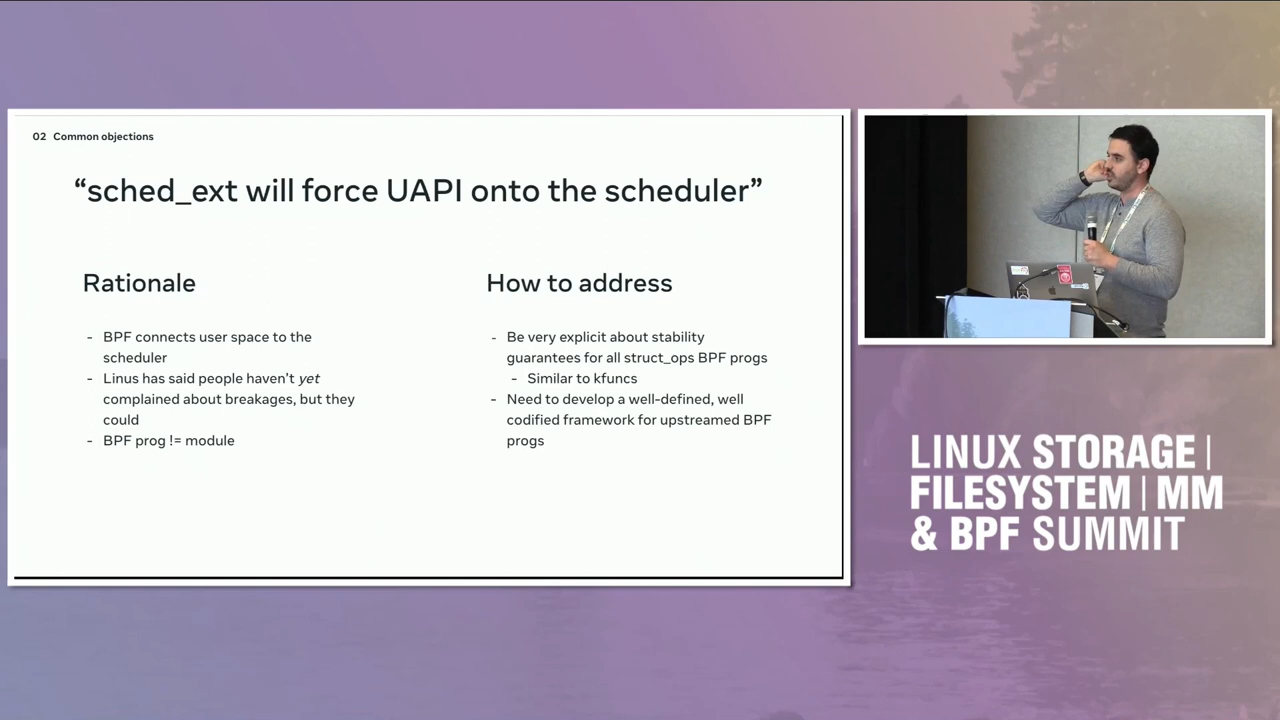 02 Common objections
“sched_ext will force UAPI onto the scheduler”
Rationale
- BPF connects user space to the
scheduler
- Linus has said people haven’t yet
complained about breakages, but they
could
- BPF prog != module
How to address
- Be very explicit about stability
guarantees for all struct_ops BPF progs
- Similar to kfuncs
- Need to develop a well-defined, well
codified framework for upstreamed BPF
progs
LINUX STORAGE |
FILESYSTEM | MM
& BPF SUMMIT